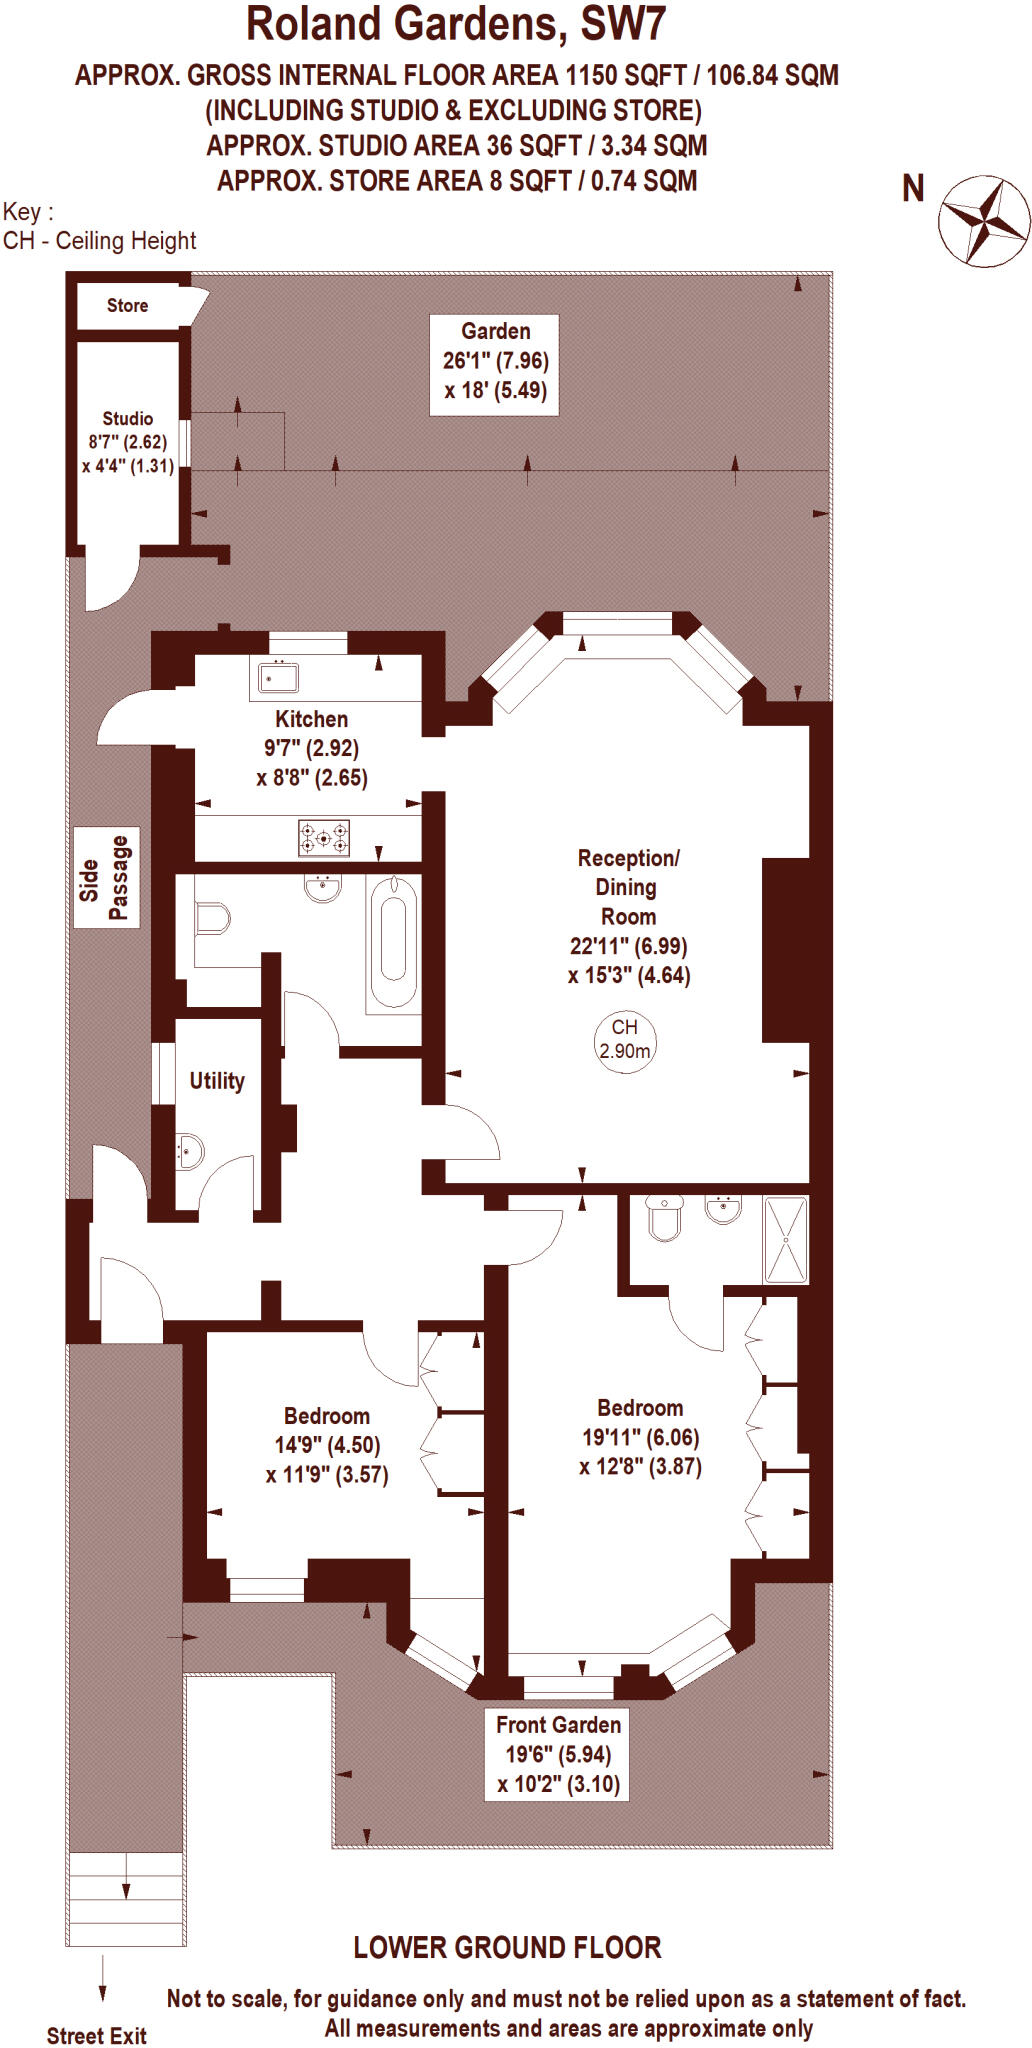 Roland Gardens, SW7
APPROX. GROSS INTERNAL FLOOR AREA 1150 SQFT / 106.84 SQM
(INCLUDING STUDIO & EXCLUDING STORE)
APPROX. STUDIO AREA 36 SQFT / 3.34 SQM
APPROX. STORE AREA 8 SQFT / 0.74 SQM
N
Key :
CH - Ceiling Height
Store
Garden
26'1" (7.96)
x 18' (5.49)
Studio
8'7" (2.62)
x 4'4" (1.31)
Kitchen
9'7" (2.92)
x 8'8" (2.65)
Side
Passage
Reception/
Dining
Room
22'11" (6.99)
x 15'3" (4.64)
CH
2.90m
Utility
Bedroom
14'9" (4.50)
x 11'9" (3.57)
Bedroom
19'11" (6.06)
x 12'8" (3.87)
Front Garden
19'6" (5.94)
x 10'2" (3.10)
LOWER GROUND FLOOR
Not to scale, for guidance only and must not be relied upon as a statement of fact.
All measurements and areas are approximate only
Street Exit